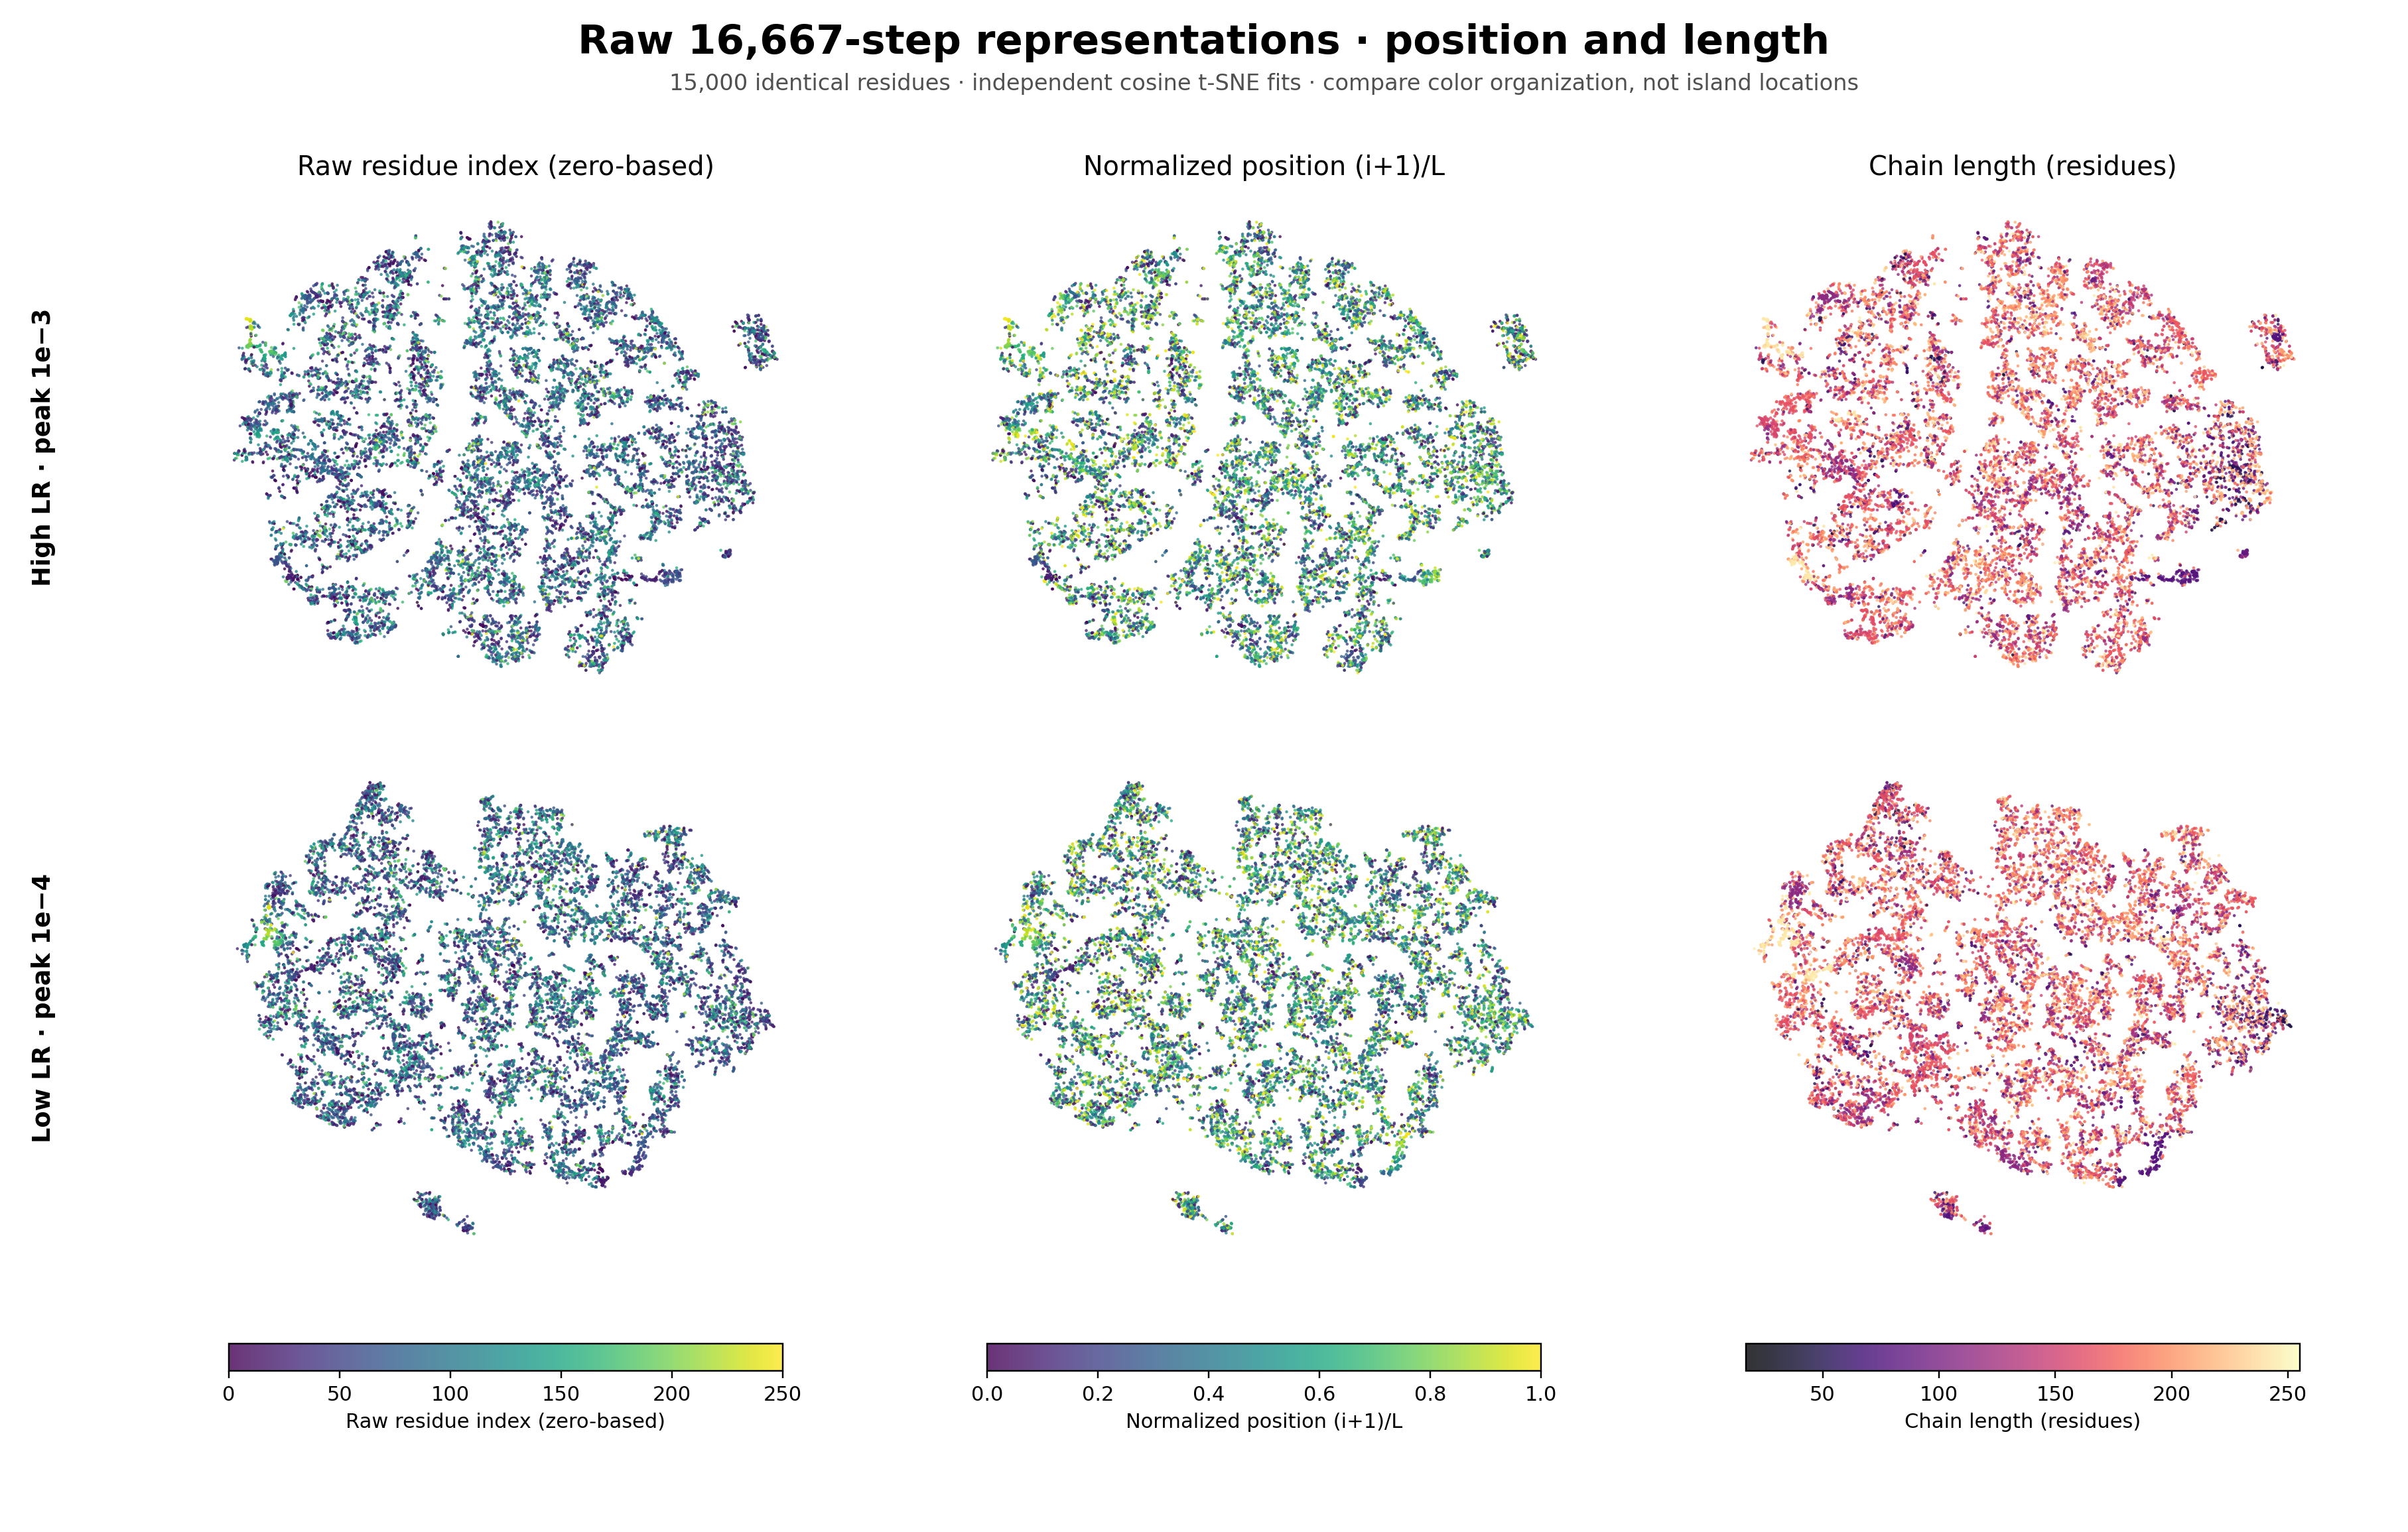 Raw 16,667-step representations · position and length
15,000 identical residues · independent cosine t-SNE fits · compare color organization, not island locations
Raw residue index (zero-based)
Normalized position (i+1)/L
Chain length (residues)
High LR · peak 1e−3
Low LR · peak 1e−4
0 50 100 150 200 250
Raw residue index (zero-based)
0.0 0.2 0.4 0.6 0.8 1.0
Normalized position (i+1)/L
50 100 150 200 250
Chain length (residues)